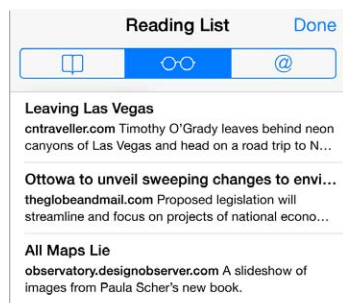 Reading List Done
@
Leaving Las Vegas
cntraveller.com Timothy O'Grady leaves behind neon
canyons of Las Vegas and head on a road trip to N...
Ottowa to unveil sweeping changes to envi...
theglobeandmail.com Proposed legislation will
streamline and focus on projects of national econo...
All Maps Lie
observatory.designobserver.com A slideshow of
images from Paula Scher's new book.